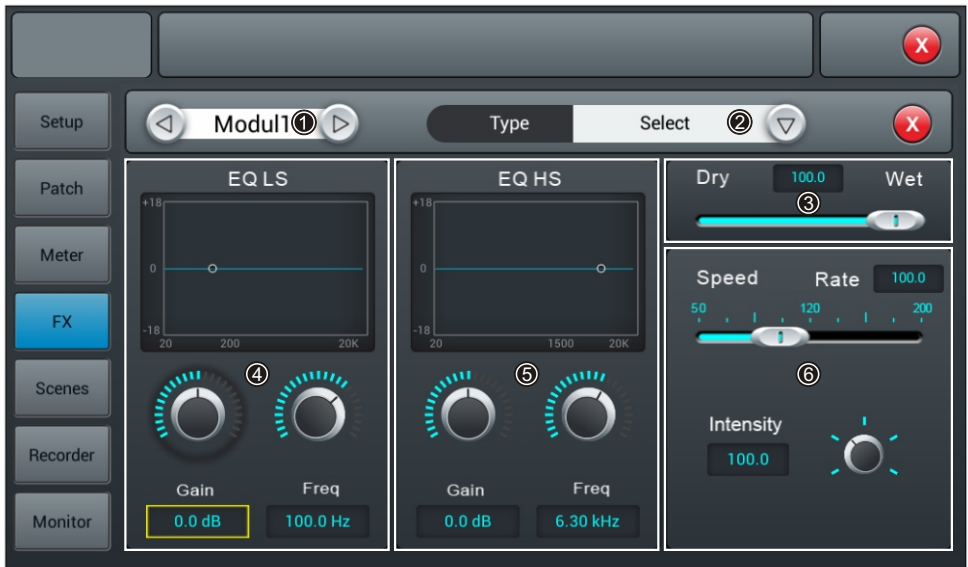 X
Setup
Patch
Meter
FX
Scenes
Recorder
Monitor
Modul1 ①
Type Select ②
X
EQ LS
+18
0
-18
20 200 20K
④
Gain Freq
0.0 dB 100.0 Hz
EQ HS
+18
0
-18
20 1500 20K
⑤
Gain Freq
0.0 dB 6.30 kHz
Dry 100.0 Wet
③
Speed Rate 100.0
50 120 200
⑥
Intensity
100.0